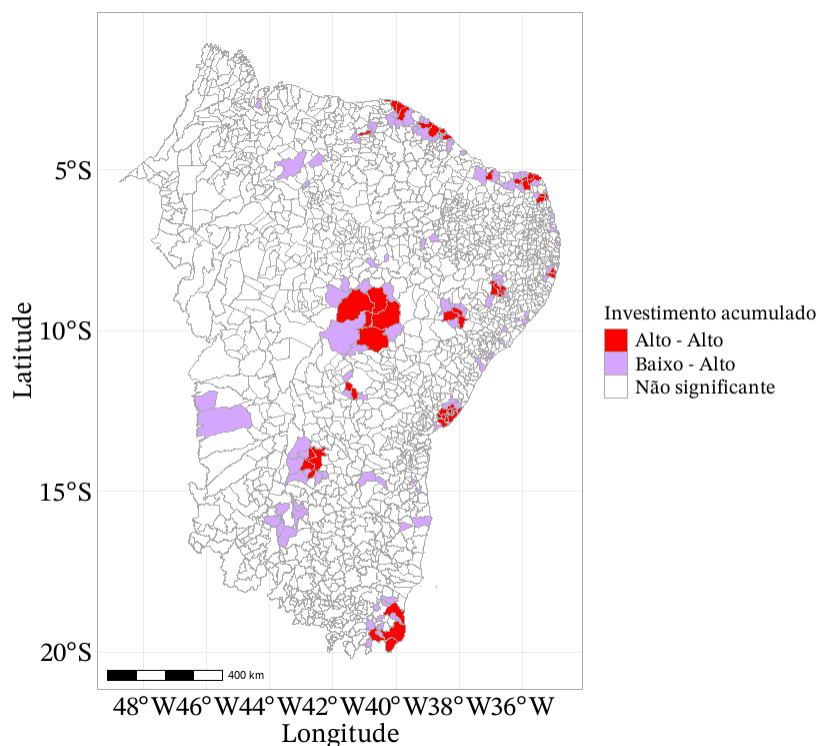 5°S
10°S
15°S
20°S
Latitude
400 km
48°W46°W44°W42°W40°W38°W36°W
Longitude
Investimento acumulado
Alto - Alto
Baixo - Alto
Não significante